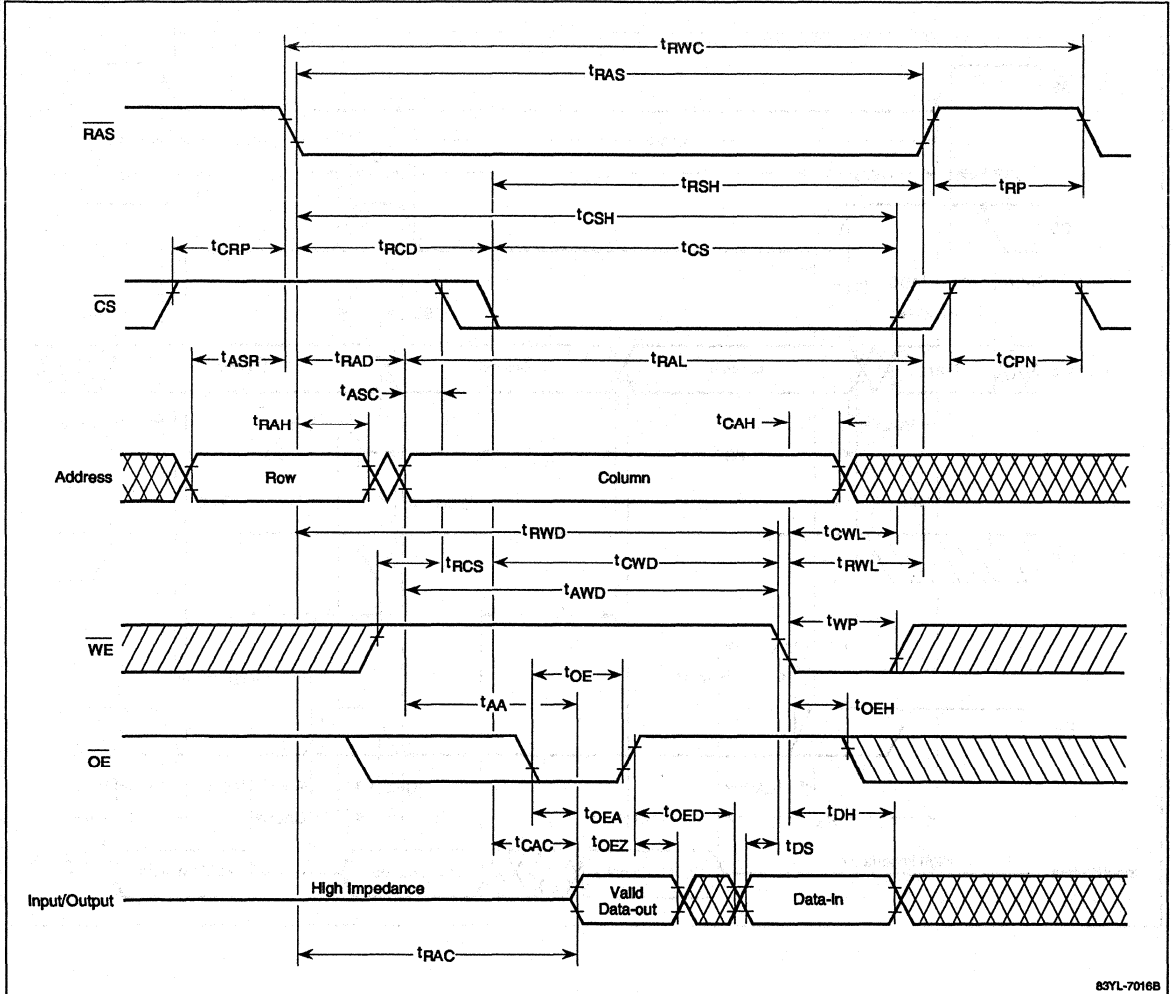 tRWC
tRAS
RAS
tRSH
tRP
tCSH
tCRP
tRCD
tCS
CS
tASR
tRAD
tRAL
tCPN
tASC
tRAH
tCAH
Address
Row
Column
tRWD
tCWL
tRCS
tCWD
tRWL
tAWD
tWP
WE
tOE
tAA
tOEH
OE
tOEA
tOED
tDH
tCAC
tOEZ
tDS
High Impedance
Input/Output
Valid
Data-out
Data-In
tRAC
83YL-7016B